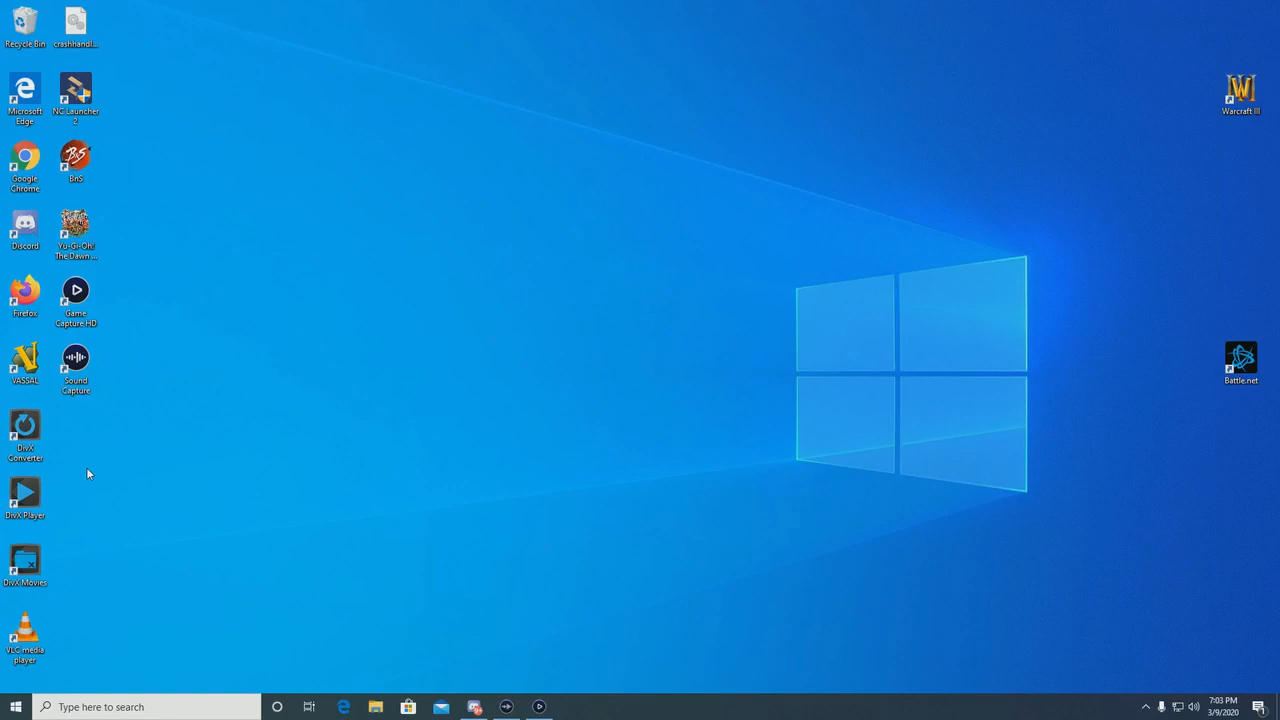 Recycle Bin
crashhandl...
Microsoft
Edge
NC Launcher
2
Google
Chrome
BnS
Discord
Yu-Gi-Oh!
The Dawn ...
Firefox
Game
Capture HD
VASSAL
Sound
Capture
DivX
Converter
DivX Player
DivX Movies
VLC media
player
Warcraft III
Battle.net
Type here to search
7:03 PM
3/9/2020